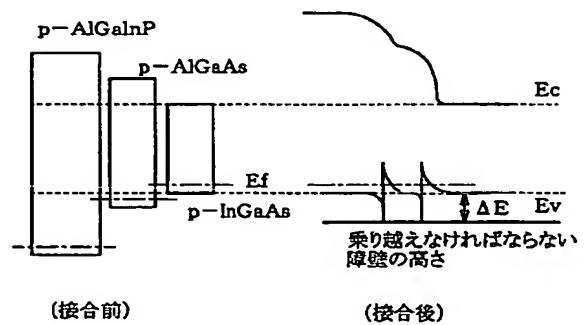 p-AlGaInP
p-AlGaAs
Ec
Ef
Ev
ΔE
p-InGaAs
乗り越えなければならない
障壁の高さ
(接合前)
(接合後)